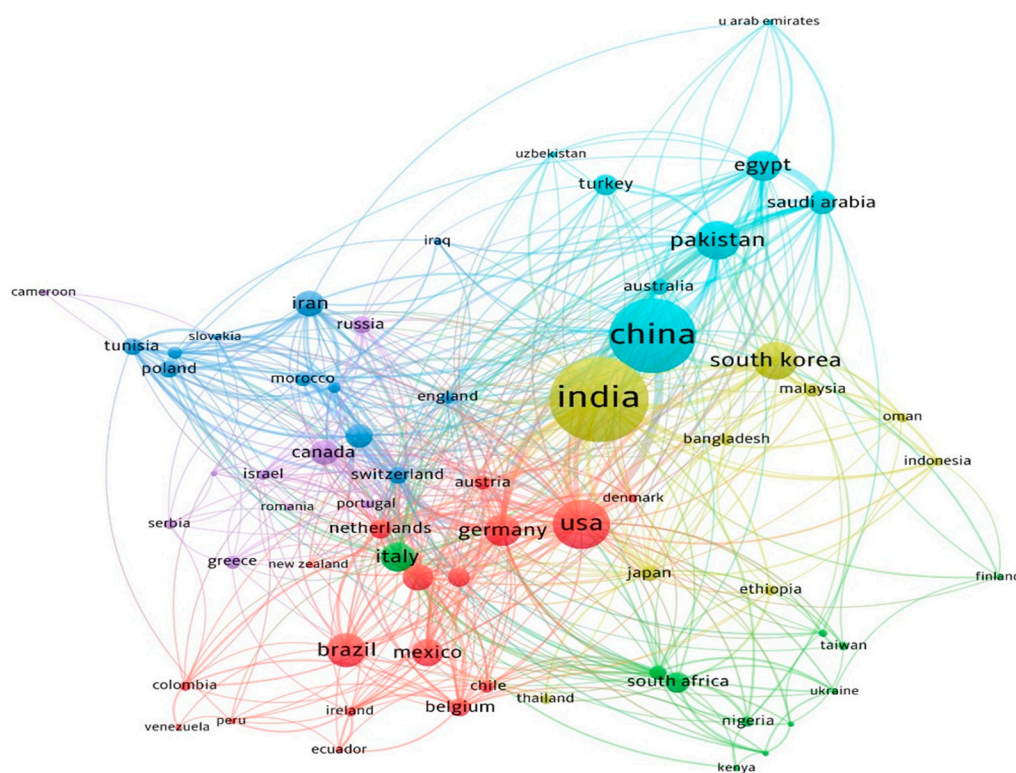 u arab emirates
uzbekistan
egypt
turkey
saudi arabia
pakistan
iraq
australia
cameroon
iran
russia
china
slovakia
tunisia
poland
south korea
morocco
malaysia
england
india
oman
bangladesh
canada
indonesia
israel
switzerland
austria
denmark
romania
portugal
serbia
netherlands
germany
usa
italy
greece
new zealand
japan
finland
ethiopia
brazil
mexico
taiwan
colombia
chile
south africa
thailand
ukraine
venezuela
peru
ireland
belgium
nigeria
ecuador
kenya